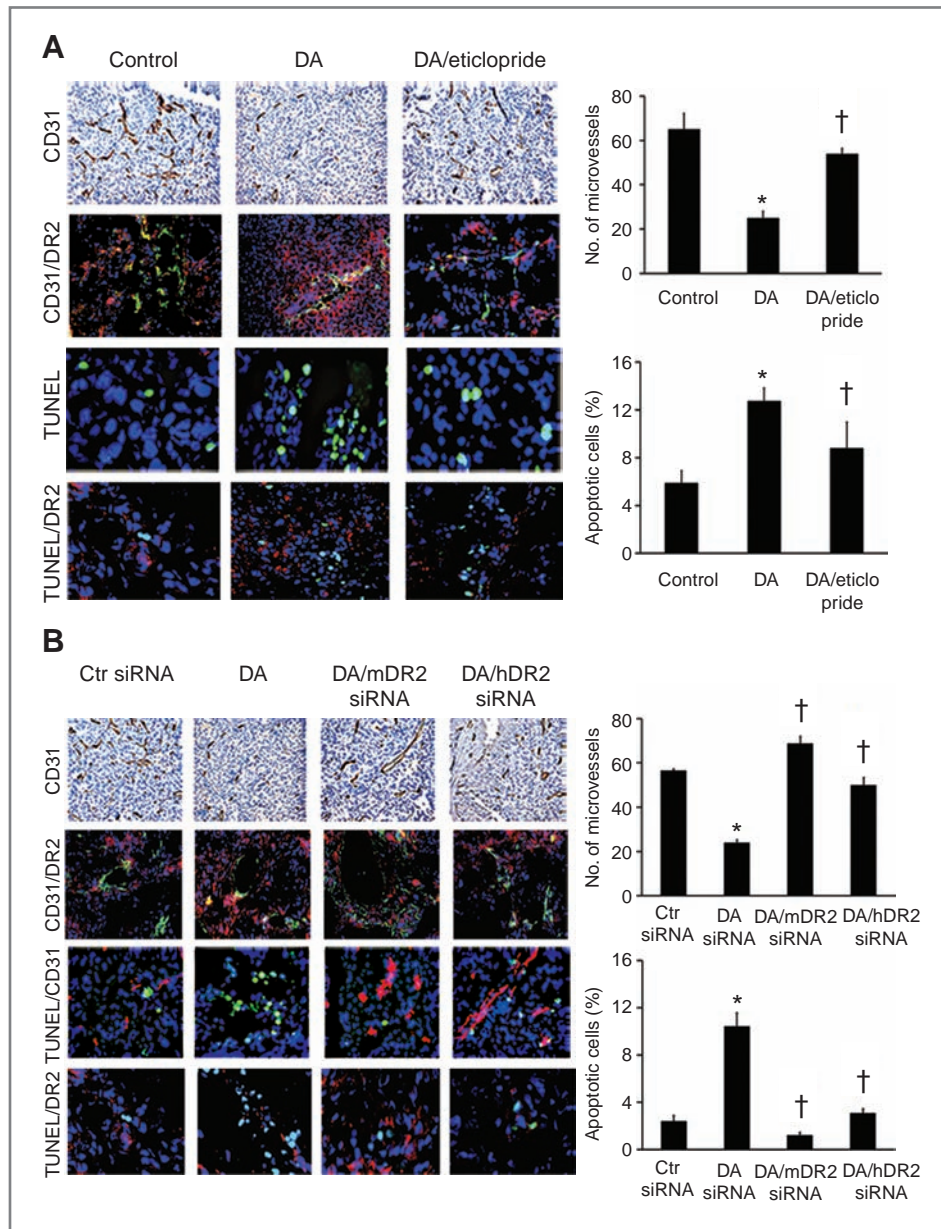 A
Control DA DA/eticlopride
CD31
CD31/DR2
TUNEL
TUNEL/DR2
No. of microvessels
80
60
40
20
0
*
†
Control DA DA/eticlo
pride
Apoptotic cells (%)
16
12
8
4
0
*
†
Control DA DA/eticlo
pride
B
Ctr siRNA DA DA/mDR2 DA/hDR2
siRNA siRNA
CD31
CD31/DR2
TUNEL/CD31
TUNEL/DR2
No. of microvessels
80
60
40
20
0
*
†
†
Ctr DA DA/mDR2 DA/hDR2
siRNA siRNA siRNA siRNA
Apoptotic cells (%)
16
12
8
4
0
*
†
†
Ctr DA DA/mDR2 DA/hDR2
siRNA siRNA siRNA siRNA